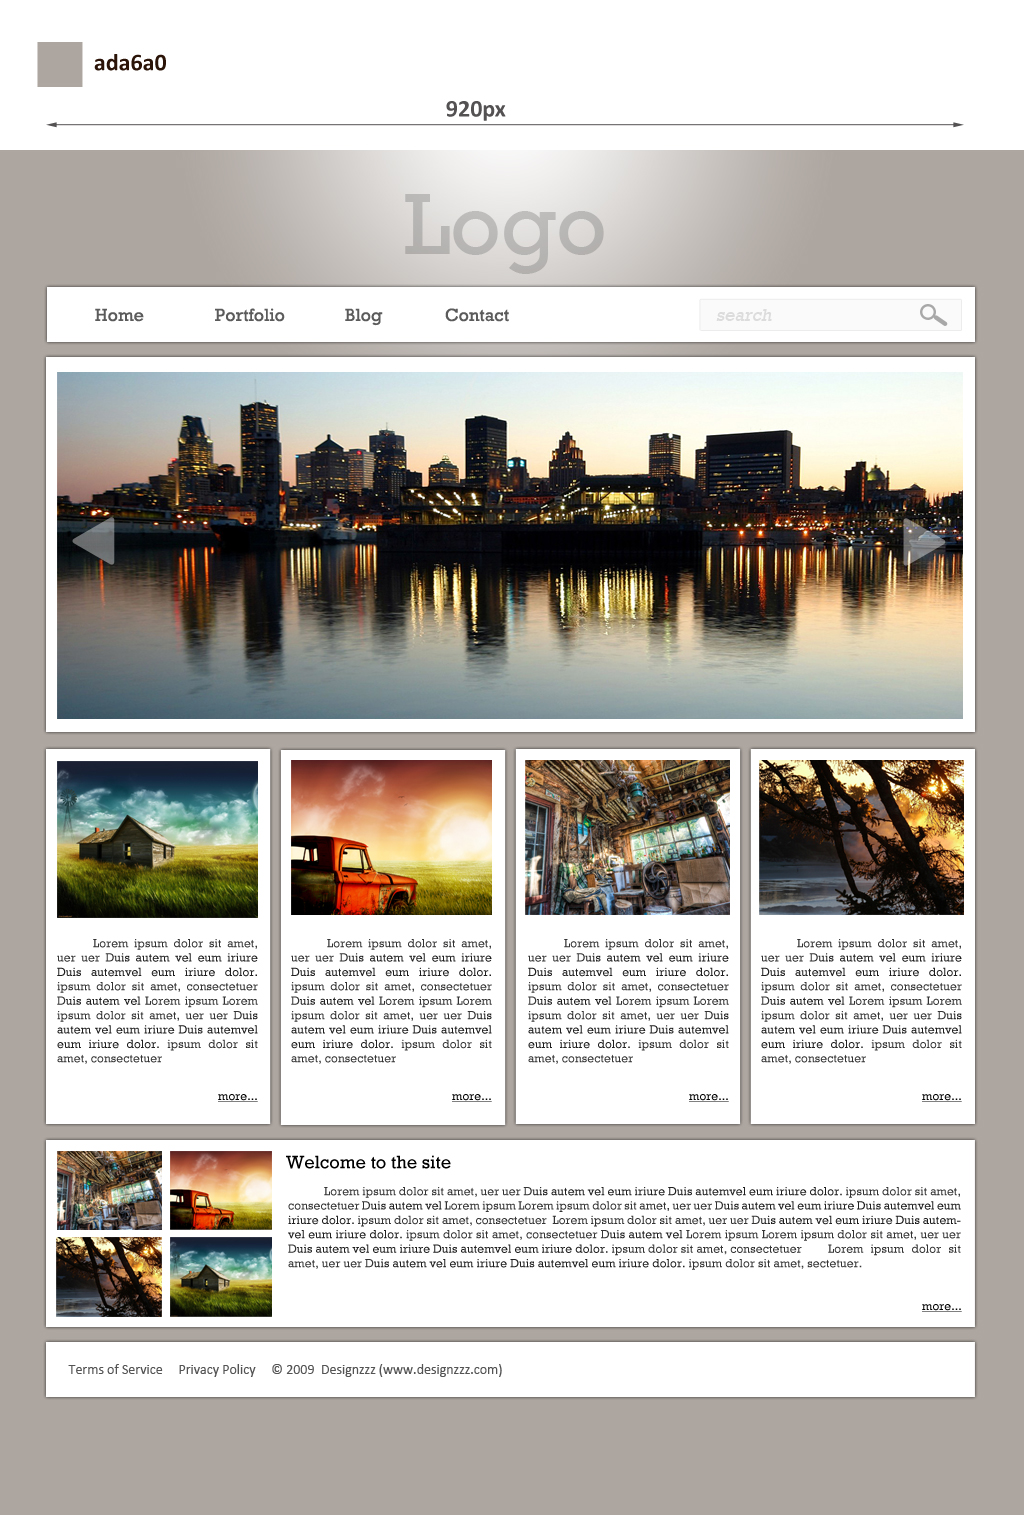 ada6a0
920px
Logo
Home Portfolio Blog Contact search
Lorem ipsum dolor sit amet,
uer uer Duis autem vel eum iriure
Duis autemvel eum iriure dolor.
ipsum dolor sit amet, consectetuer
Duis autem vel Lorem ipsum Lorem
ipsum dolor sit amet, uer uer Duis
autem vel eum iriure Duis autemvel
eum iriure dolor. ipsum dolor sit
amet, consectetuer
more...
Lorem ipsum dolor sit amet,
uer uer Duis autem vel eum iriure
Duis autemvel eum iriure dolor.
ipsum dolor sit amet, consectetuer
Duis autem vel Lorem ipsum Lorem
ipsum dolor sit amet, uer uer Duis
autem vel eum iriure Duis autemvel
eum iriure dolor. ipsum dolor sit
amet, consectetuer
more...
Lorem ipsum dolor sit amet,
uer uer Duis autem vel eum iriure
Duis autemvel eum iriure dolor.
ipsum dolor sit amet, consectetuer
Duis autem vel Lorem ipsum Lorem
ipsum dolor sit amet, uer uer Duis
autem vel eum iriure Duis autemvel
eum iriure dolor. ipsum dolor sit
amet, consectetuer
more...
Lorem ipsum dolor sit amet,
uer uer Duis autem vel eum iriure
Duis autemvel eum iriure dolor.
ipsum dolor sit amet, consectetuer
Duis autem vel Lorem ipsum Lorem
ipsum dolor sit amet, uer uer Duis
autem vel eum iriure Duis autemvel
eum iriure dolor. ipsum dolor sit
amet, consectetuer
more...
Welcome to the site
Lorem ipsum dolor sit amet, uer uer Duis autem vel eum iriure Duis autemvel eum iriure dolor. ipsum dolor sit amet,
consectetuer Duis autem vel Lorem ipsum Lorem ipsum dolor sit amet, uer uer Duis autem vel eum iriure Duis autemvel eum
iriure dolor. ipsum dolor sit amet, consectetuer Lorem ipsum dolor sit amet, uer uer Duis autem vel eum iriure Duis autem-
vel eum iriure dolor. ipsum dolor sit amet, consectetuer Duis autem vel Lorem ipsum Lorem ipsum dolor sit amet, uer uer
Duis autem vel eum iriure Duis autemvel eum iriure dolor. ipsum dolor sit amet, consectetuer Lorem ipsum dolor sit
amet, uer uer Duis autem vel eum iriure Duis autemvel eum iriure dolor. ipsum dolor sit amet, sectetuer.
more...
Terms of Service Privacy Policy © 2009 Designzzz (www.designzzz.com)